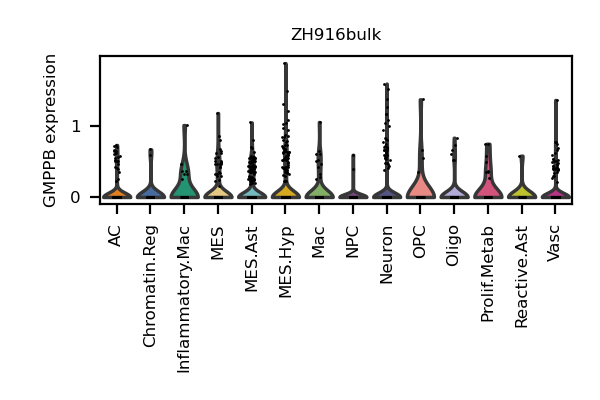 ZH916bulk
GMPPB expression
1
0
AC
Chromatin.Reg
Inflammatory.Mac
MES
MES.Ast
MES.Hyp
Mac
NPC
Neuron
OPC
Oligo
Prolif.Metab
Reactive.Ast
Vasc